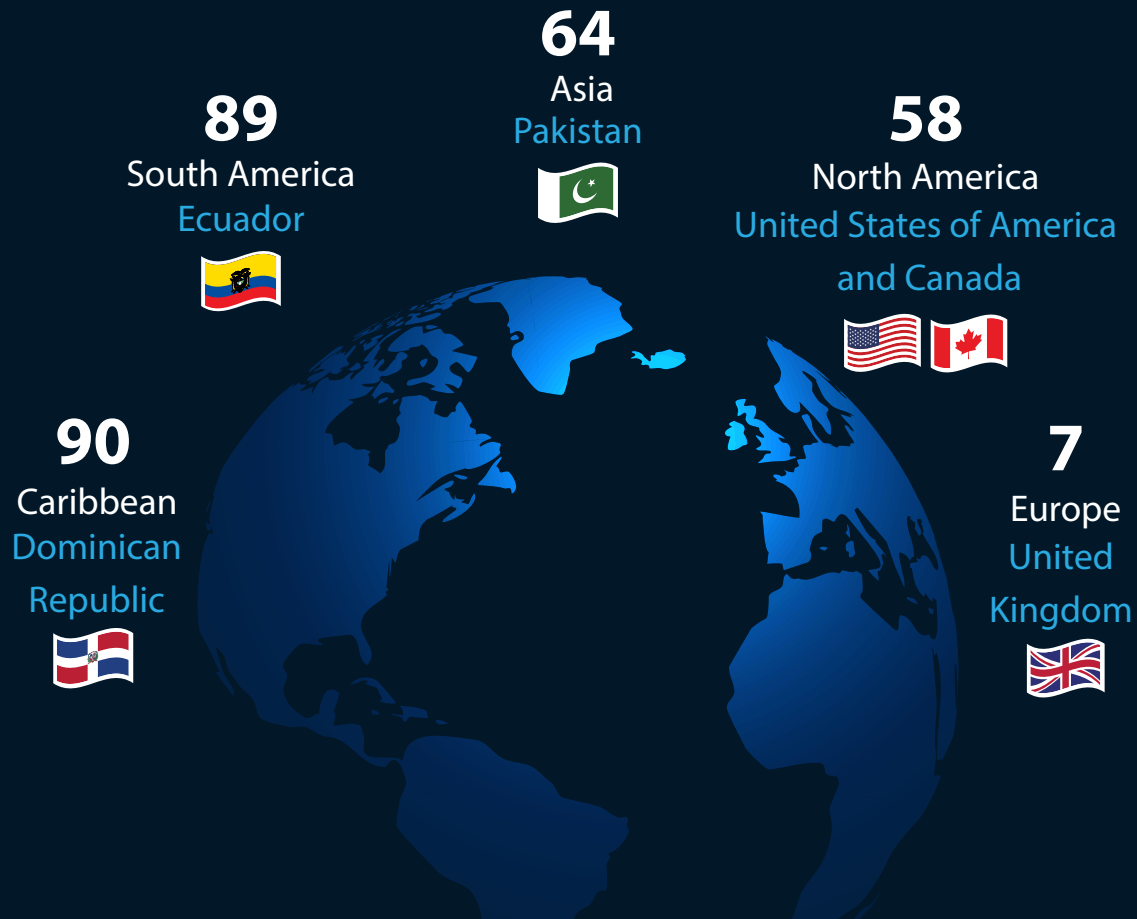 64
Asia
Pakistan
89
South America
Ecuador
58
North America
United States of America
and Canada
90
Caribbean
Dominican
Republic
7
Europe
United
Kingdom